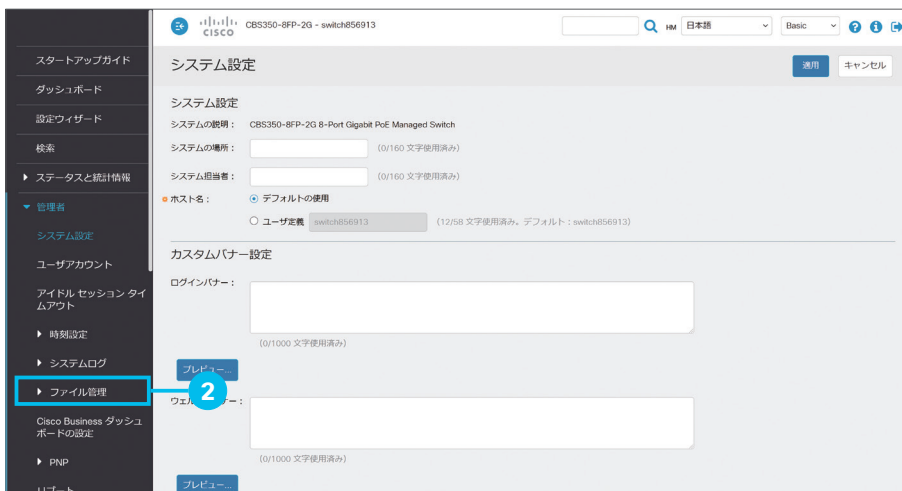 CISCO
CBS350-8FP-2G - switch856913
HM
日本語
Basic
スタートアップガイド
ダッシュボード
設定ウィザード
検索
ステータスと統計情報
管理者
システム設定
ユーザアカウント
アイドル セッション タイ
ムアウト
時刻設定
システムログ
ファイル管理
Cisco Business ダッシュ
ボードの設定
PNP
リブート
2
システム設定
適用
キャンセル
システム設定
システムの説明: CBS350-8FP-2G 8-Port Gigabit PoE Managed Switch
システムの場所: (0/160 文字使用済み)
システム担当者: (0/160 文字使用済み)
ホスト名: デフォルトの使用
ユーザ定義 switch856913 (12/58 文字使用済み。デフォルト:switch856913)
カスタムバナー設定
ログインバナー:
(0/1000 文字使用済み)
プレビュー...
(0/1000 文字使用済み)
プレビュー...